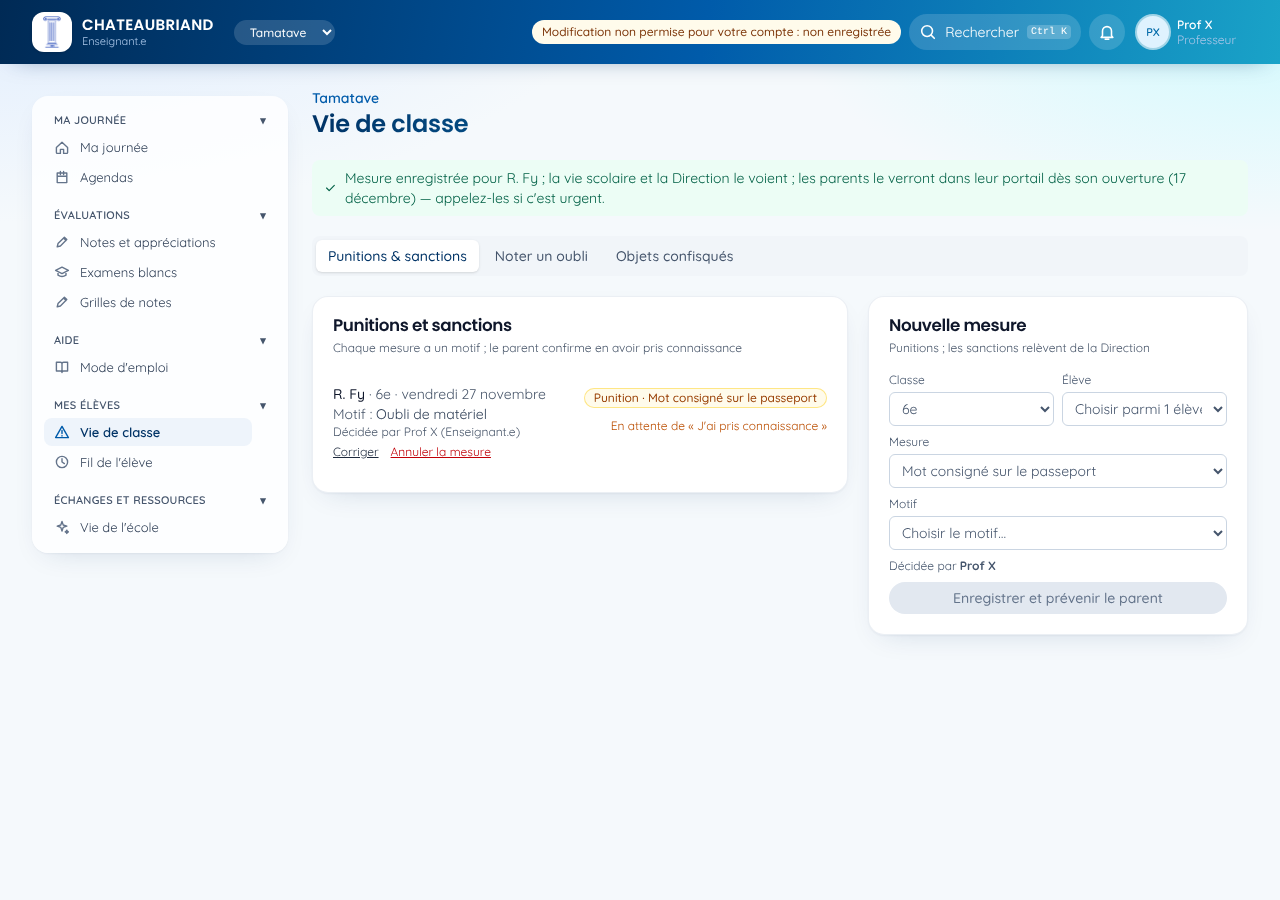 CHATEAUBRIAND
Enseignant.e
Tamatave
Modification non permise pour votre compte : non enregistrée
Rechercher Ctrl K
PX
Prof X
Professeur
MA JOURNÉE
Ma journée
Agendas
ÉVALUATIONS
Notes et appréciations
Examens blancs
Grilles de notes
AIDE
Mode d'emploi
MES ÉLÈVES
Vie de classe
Fil de l'élève
ÉCHANGES ET RESSOURCES
Vie de l'école
Tamatave
Vie de classe
Mesure enregistrée pour R. Fy ; la vie scolaire et la Direction le voient ; les parents le verront dans leur portail dès son ouverture (17
décembre) — appelez-les si c'est urgent.
Punitions & sanctions
Noter un oubli
Objets confisqués
Punitions et sanctions
Chaque mesure a un motif ; le parent confirme en avoir pris connaissance
R. Fy · 6e · vendredi 27 novembre
Punition · Mot consigné sur le passeport
Motif : Oubli de matériel
En attente de « J'ai pris connaissance »
Décidée par Prof X (Enseignant.e)
Corriger Annuler la mesure
Nouvelle mesure
Punitions ; les sanctions relèvent de la Direction
Classe
Élève
6e
Choisir parmi 1 élève
Mesure
Mot consigné sur le passeport
Motif
Choisir le motif…
Décidée par Prof X
Enregistrer et prévenir le parent